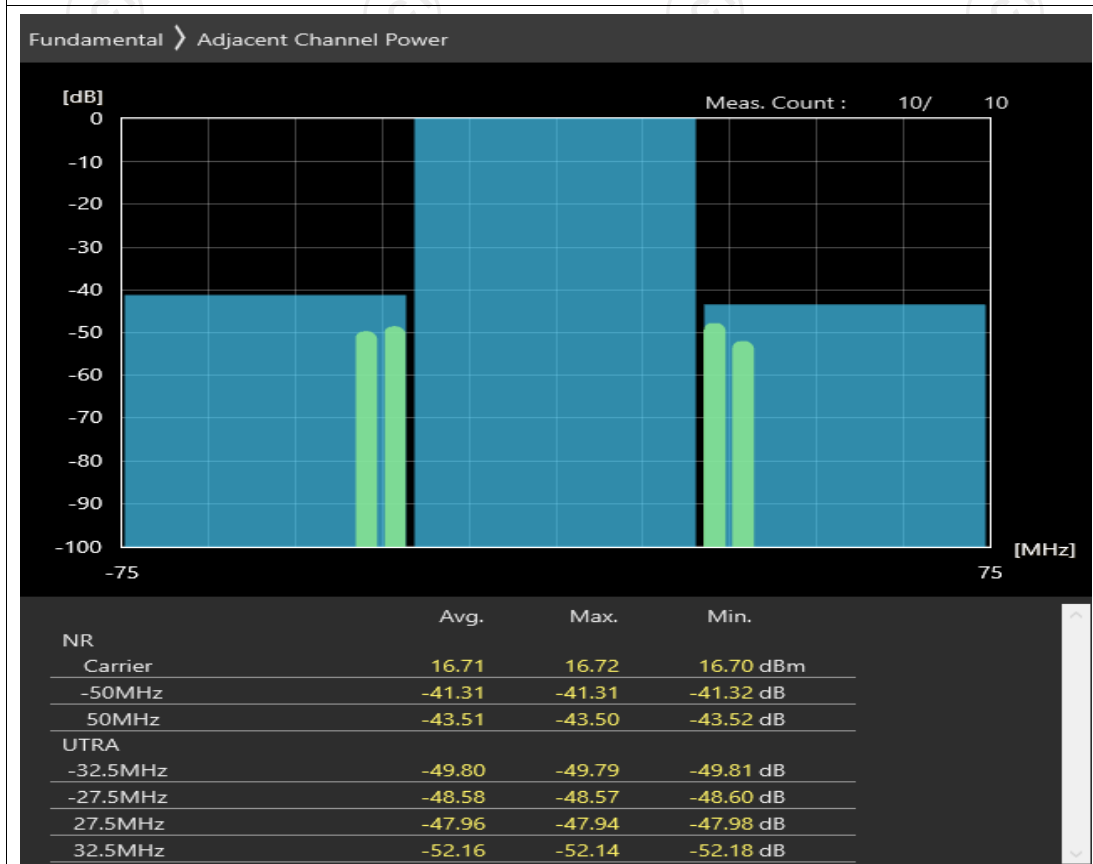 Fundamental 〉 Adjacent Channel Power
[dB]
Meas. Count : 10/ 10
0
-10
-20
-30
-40
-50
-60
-70
-80
-90
-100
[MHz]
-75 75
Avg. Max. Min.
NR
Carrier 16.71 16.72 16.70 dBm
-50MHz -41.31 -41.31 -41.32 dB
50MHz -43.51 -43.50 -43.52 dB
UTRA
-32.5MHz -49.80 -49.79 -49.81 dB
-27.5MHz -48.58 -48.57 -48.60 dB
27.5MHz -47.96 -47.94 -47.98 dB
32.5MHz -52.16 -52.14 -52.18 dB